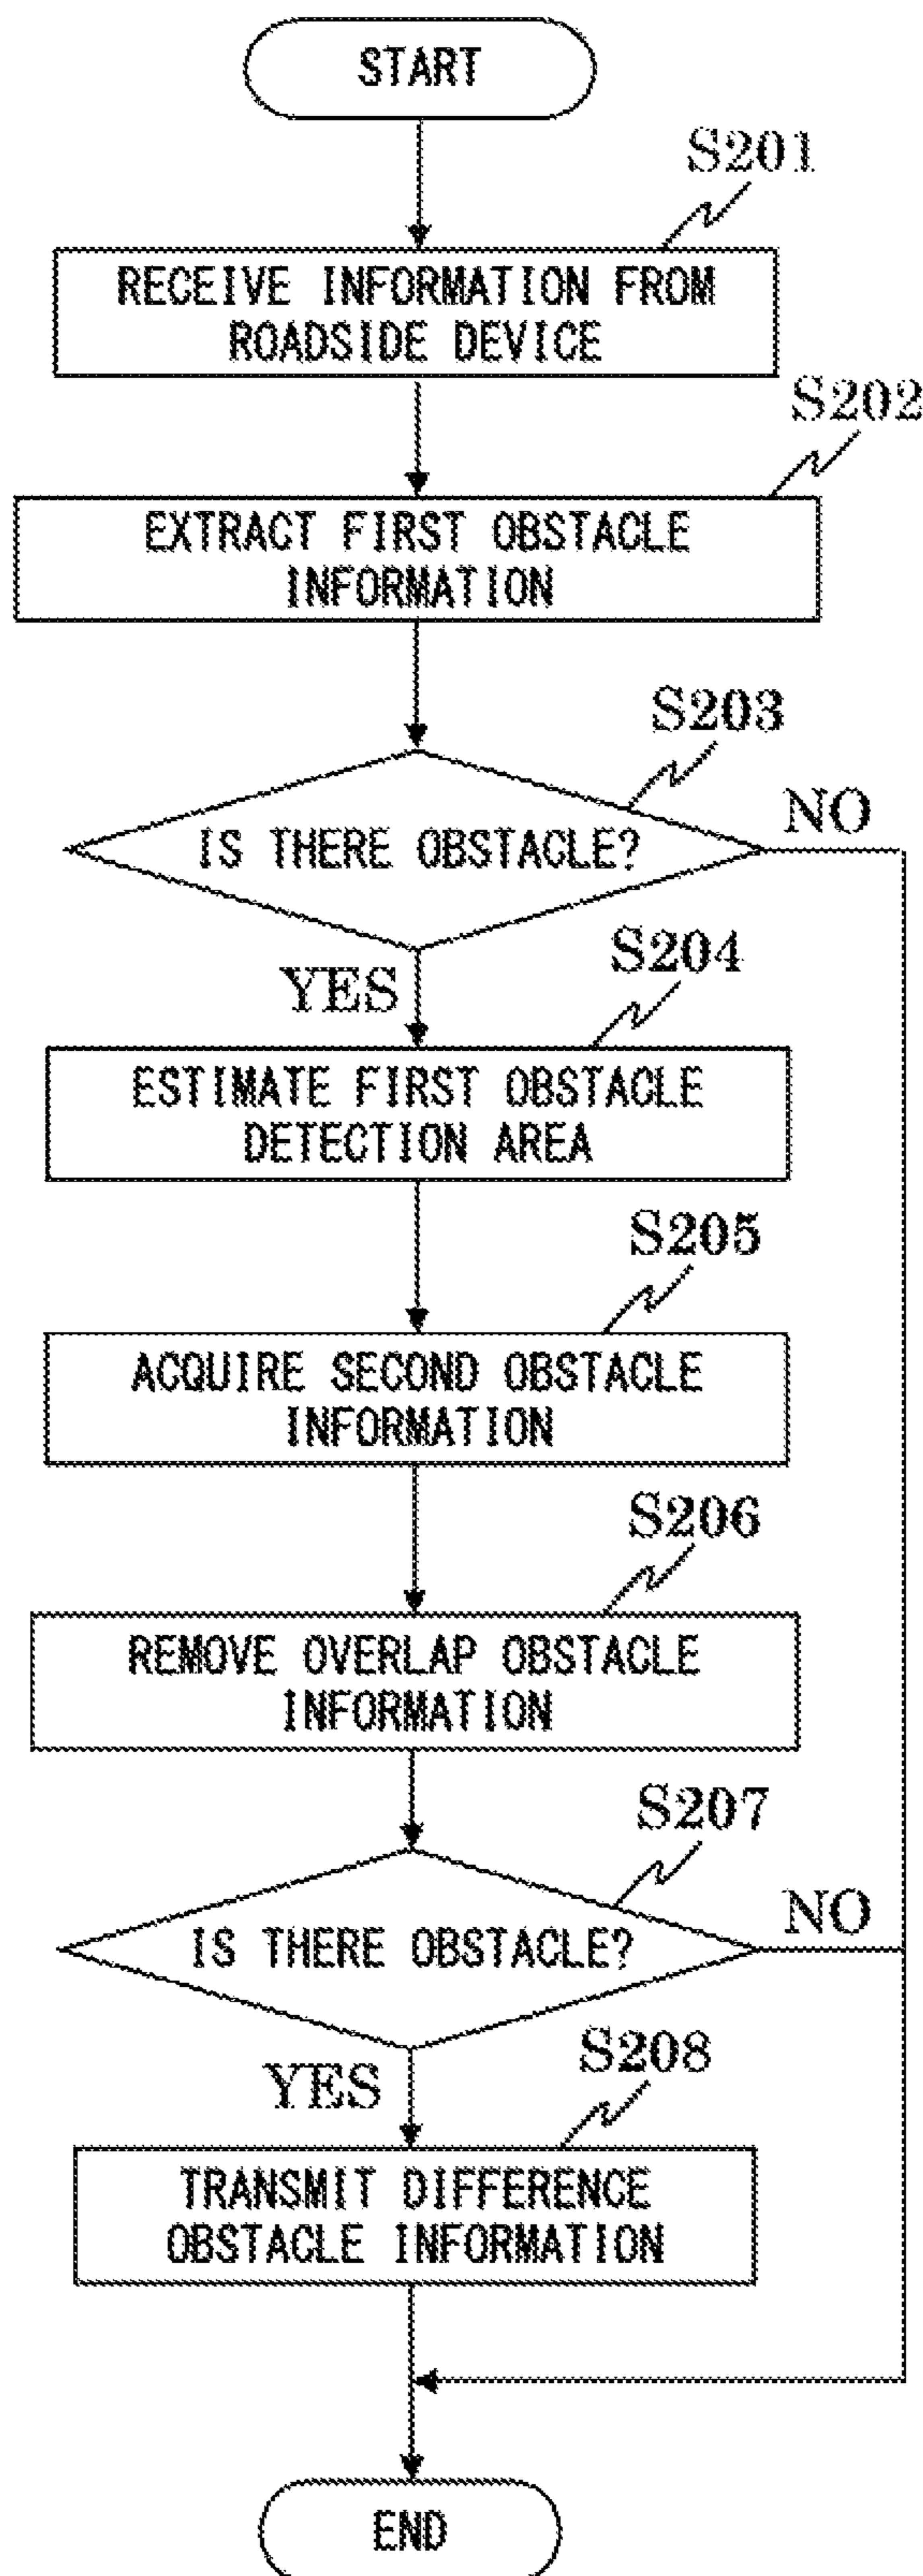 START
S201
RECEIVE INFORMATION FROM
ROADSIDE DEVICE
S202
EXTRACT FIRST OBSTACLE
INFORMATION
S203
IS THERE OBSTACLE?
NO
YES
S204
ESTIMATE FIRST OBSTACLE
DETECTION AREA
S205
ACQUIRE SECOND OBSTACLE
INFORMATION
S206
REMOVE OVERLAP OBSTACLE
INFORMATION
S207
IS THERE OBSTACLE?
NO
YES
S208
TRANSMIT DIFFERENCE
OBSTACLE INFORMATION
END